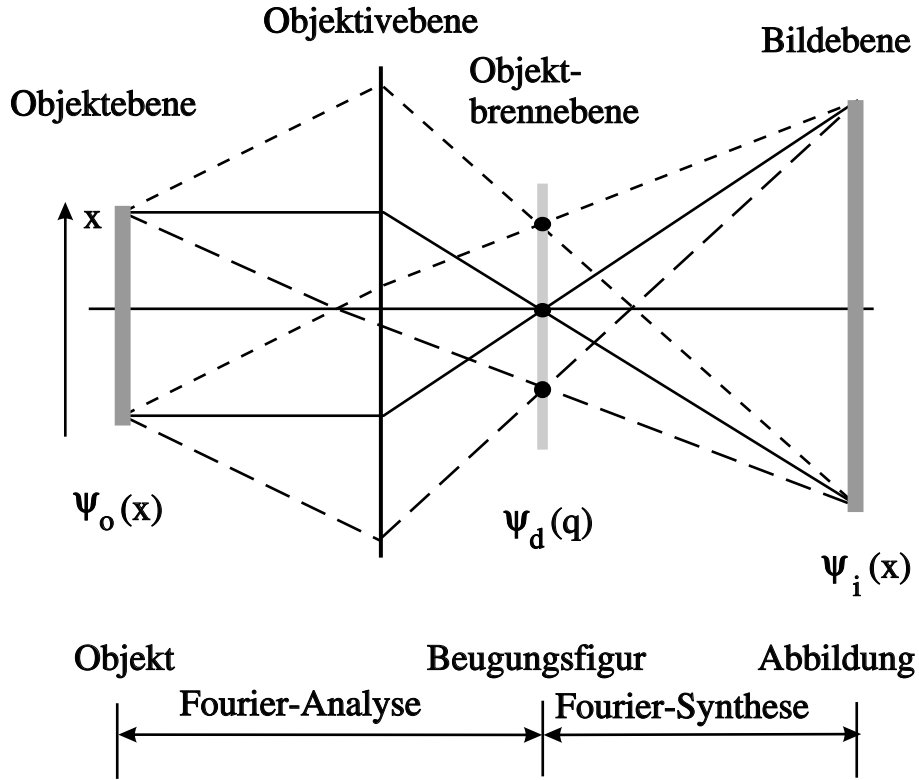 Objektivebene
Bildebene
Objekt-
brennebene
Objektebene
x
Ψo(x)
Ψd(q)
Ψi(x)
Objekt
Beugungsfigur
Abbildung
Fourier-Analyse
Fourier-Synthese